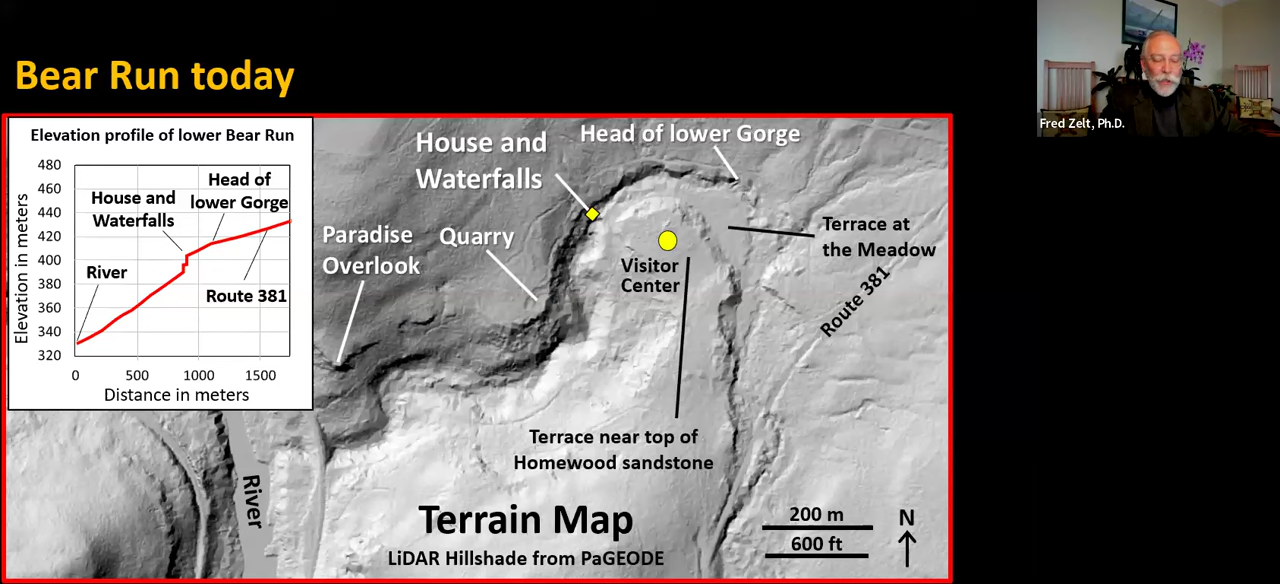 Bear Run today
Fred Zelt, Ph.D.
Elevation profile of lower Bear Run
480
460
440
420
400
380
360
340
320
Elevation in meters
House and
Waterfalls
Head of
lower Gorge
River
Route 381
0 500 1000 1500
Distance in meters
House and
Waterfalls
Head of lower Gorge
Paradise
Overlook
Quarry
Visitor
Center
Terrace at
the Meadow
Route 381
Terrace near top of
Homewood sandstone
River
Terrain Map
LiDAR Hillshade from PaGEODE
200 m
600 ft
N